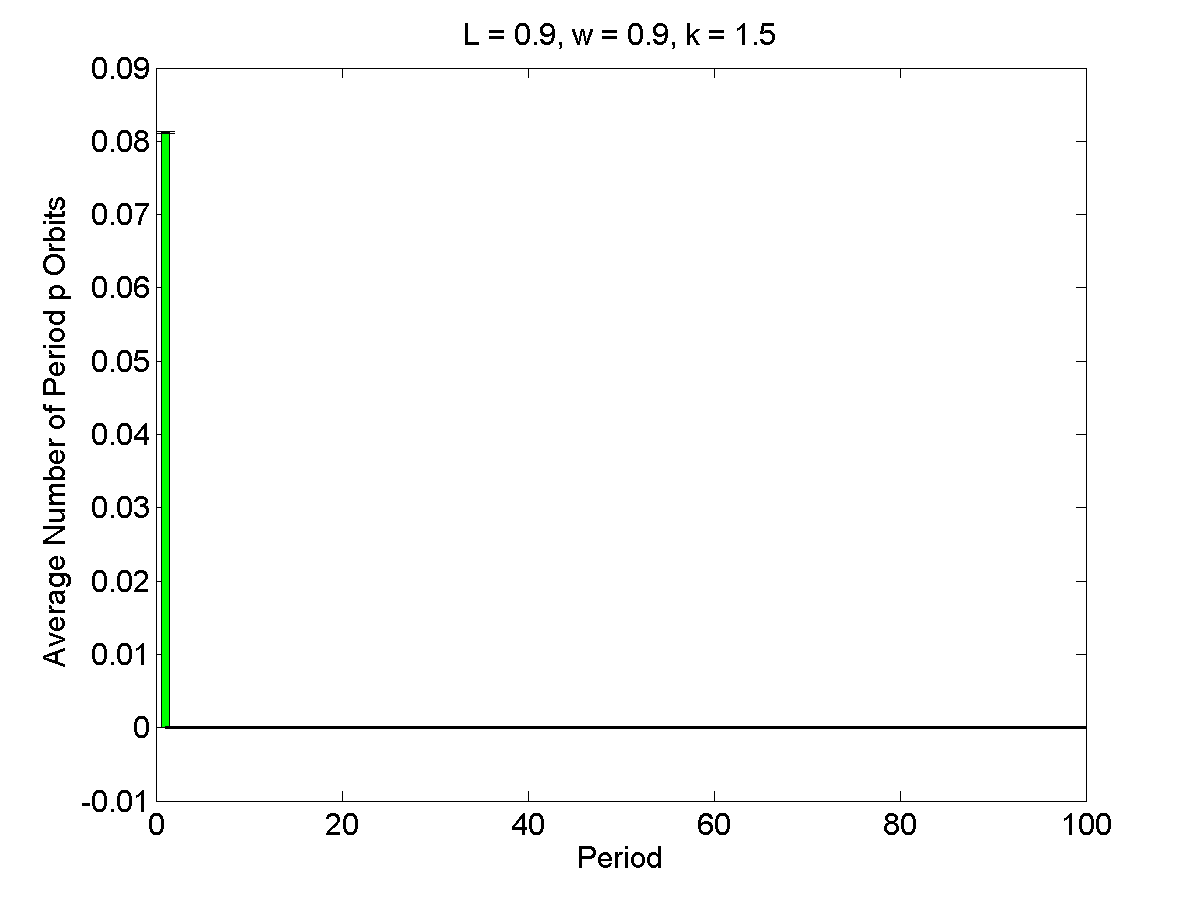 L = 0.9, w = 0.9, k = 1.5
0.09
0.08
0.07
0.06
0.05
0.04
0.03
0.02
0.01
0
-0.01
Average Number of Period p Orbits
0 20 40 60 80 100
Period